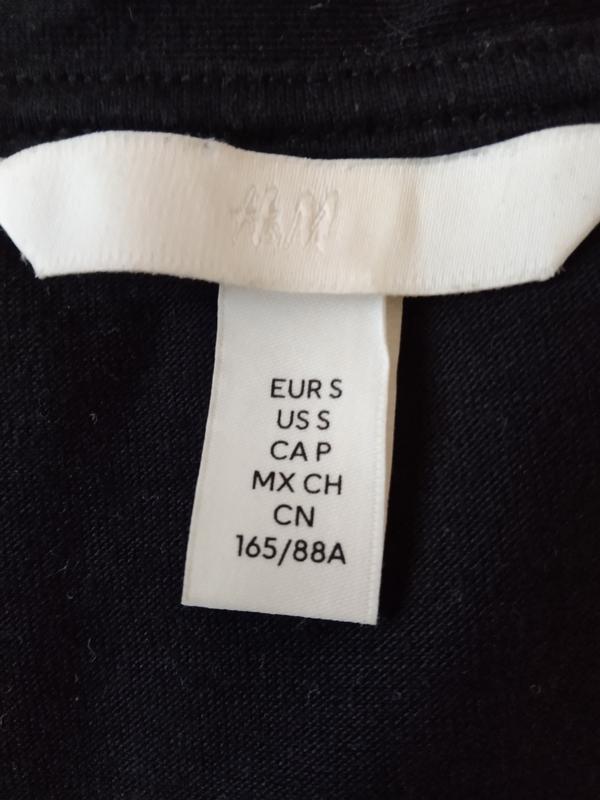 H&M
EUR S
US S
CA P
MX CH
CN
165/88A